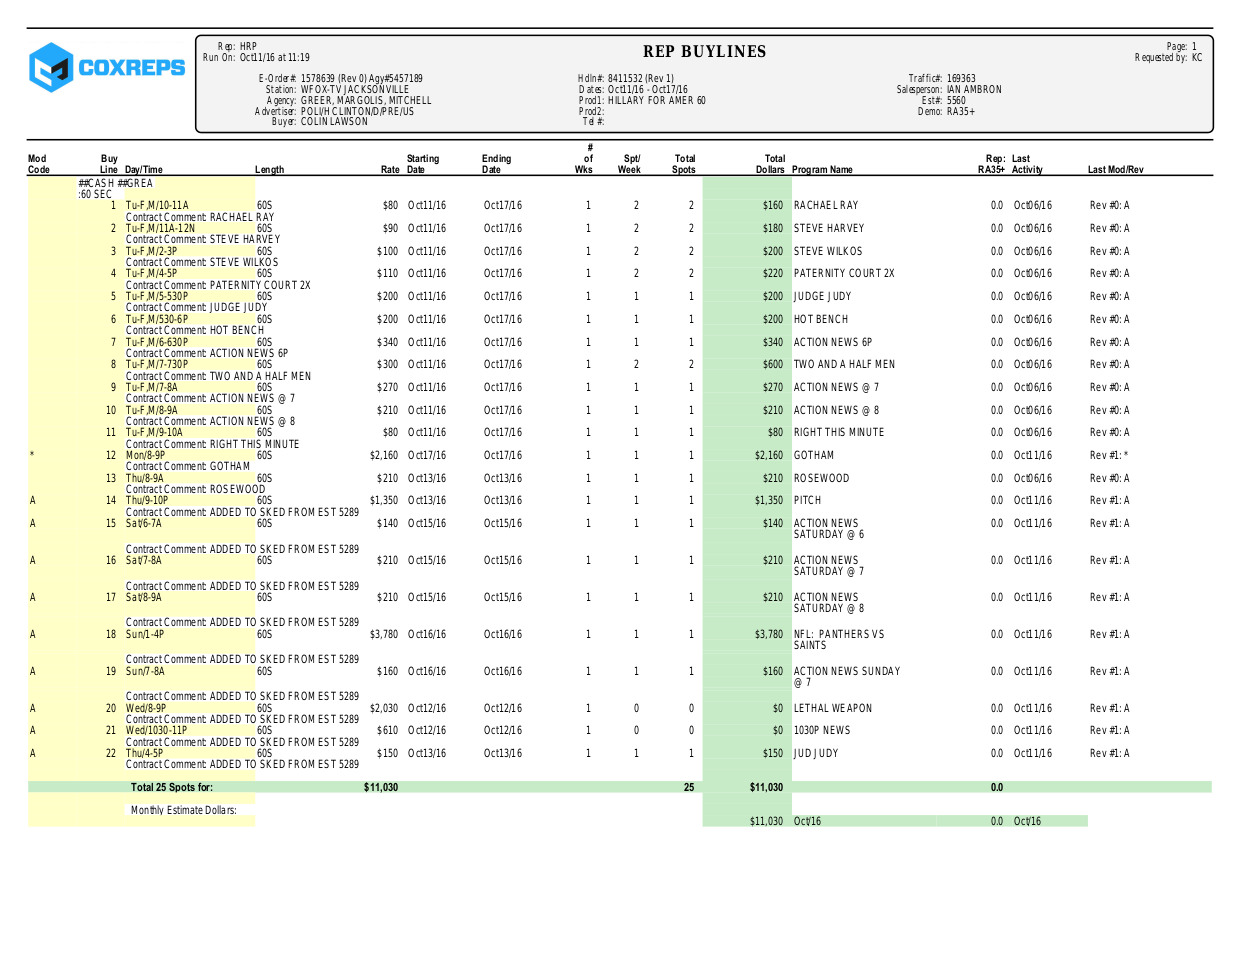 COXREPS
Rep: HRP
Run On: Oct11/16 at 11:19
REP BUYLINES
Page: 1
Requested by: KC
E-Order#: 1578639 (Rev 0) Agy#5457189 Hdln#: 8411532 (Rev 1) Traffic#: 169363
Station: WFOX-TV JACKSONVILLE Dates: Oct11/16 - Oct17/16 Salesperson: IAN AMBRON
Agency: GREER, MARGOLIS, MITCHELL Prod1: HILLARY FOR AMER 60 Est#: 5560
Advertiser: POLI/H CLINTON/D/PRE/US Prod2: Demo: RA35+
Buyer: COLIN LAWSON Tel #:
Mod Code Buy Line Day/Time Length Rate Starting Date Ending Date # of Wks Spt/ Week Total Spots Total Dollars Program Name Rep: RA35+ Last Activity Last Mod/Rev
##CASH ##GREA
:60 SEC
1 Tu-F,M/10-11A 60S $80 Oct11/16 Oct17/16 1 2 2 $160 RACHAEL RAY 0.0 Oct06/16 Rev #0: A
Contract Comment: RACHAEL RAY
2 Tu-F,M/11A-12N 60S $90 Oct11/16 Oct17/16 1 2 2 $180 STEVE HARVEY 0.0 Oct06/16 Rev #0: A
Contract Comment: STEVE HARVEY
3 Tu-F,M/2-3P 60S $100 Oct11/16 Oct17/16 1 2 2 $200 STEVE WILKOS 0.0 Oct06/16 Rev #0: A
Contract Comment: STEVE WILKOS
4 Tu-F,M/4-5P 60S $110 Oct11/16 Oct17/16 1 2 2 $220 PATERNITY COURT 2X 0.0 Oct06/16 Rev #0: A
Contract Comment: PATERNITY COURT 2X
5 Tu-F,M/5-530P 60S $200 Oct11/16 Oct17/16 1 1 1 $200 JUDGE JUDY 0.0 Oct06/16 Rev #0: A
Contract Comment: JUDGE JUDY
6 Tu-F,M/530-6P 60S $200 Oct11/16 Oct17/16 1 1 1 $200 HOT BENCH 0.0 Oct06/16 Rev #0: A
Contract Comment: HOT BENCH
7 Tu-F,M/6-630P 60S $340 Oct11/16 Oct17/16 1 1 1 $340 ACTION NEWS 6P 0.0 Oct06/16 Rev #0: A
Contract Comment: ACTION NEWS 6P
8 Tu-F,M/7-730P 60S $300 Oct11/16 Oct17/16 1 2 2 $600 TWO AND A HALF MEN 0.0 Oct06/16 Rev #0: A
Contract Comment: TWO AND A HALF MEN
9 Tu-F,M/7-8A 60S $270 Oct11/16 Oct17/16 1 1 1 $270 ACTION NEWS @ 7 0.0 Oct06/16 Rev #0: A
Contract Comment: ACTION NEWS @ 7
10 Tu-F,M/8-9A 60S $210 Oct11/16 Oct17/16 1 1 1 $210 ACTION NEWS @ 8 0.0 Oct06/16 Rev #0: A
Contract Comment: ACTION NEWS @ 8
11 Tu-F,M/9-10A 60S $80 Oct11/16 Oct17/16 1 1 1 $80 RIGHT THIS MINUTE 0.0 Oct06/16 Rev #0: A
Contract Comment: RIGHT THIS MINUTE
* 12 Mon/8-9P 60S $2,160 Oct17/16 Oct17/16 1 1 1 $2,160 GOTHAM 0.0 Oct11/16 Rev #1: *
Contract Comment: GOTHAM
13 Thu/8-9A 60S $210 Oct13/16 Oct13/16 1 1 1 $210 ROSEWOOD 0.0 Oct06/16 Rev #0: A
Contract Comment: ROSEWOOD
A 14 Thu/9-10P 60S $1,350 Oct13/16 Oct13/16 1 1 1 $1,350 PITCH 0.0 Oct11/16 Rev #1: A
Contract Comment: ADDED TO SKED FROM EST 5289
A 15 Sat/6-7A 60S $140 Oct15/16 Oct15/16 1 1 1 $140 ACTION NEWS 0.0 Oct11/16 Rev #1: A
SATURDAY @ 6
Contract Comment: ADDED TO SKED FROM EST 5289
A 16 Sat/7-8A 60S $210 Oct15/16 Oct15/16 1 1 1 $210 ACTION NEWS 0.0 Oct11/16 Rev #1: A
SATURDAY @ 7
Contract Comment: ADDED TO SKED FROM EST 5289
A 17 Sat/8-9A 60S $210 Oct15/16 Oct15/16 1 1 1 $210 ACTION NEWS 0.0 Oct11/16 Rev #1: A
SATURDAY @ 8
Contract Comment: ADDED TO SKED FROM EST 5289
A 18 Sun/1-4P 60S $3,780 Oct16/16 Oct16/16 1 1 1 $3,780 NFL: PANTHERS VS 0.0 Oct11/16 Rev #1: A
SAINTS
Contract Comment: ADDED TO SKED FROM EST 5289
A 19 Sun/7-8A 60S $160 Oct16/16 Oct16/16 1 1 1 $160 ACTION NEWS SUNDAY 0.0 Oct11/16 Rev #1: A
@ 7
Contract Comment: ADDED TO SKED FROM EST 5289
A 20 Wed/8-9P 60S $2,030 Oct12/16 Oct12/16 1 0 0 $0 LETHAL WEAPON 0.0 Oct11/16 Rev #1: A
Contract Comment: ADDED TO SKED FROM EST 5289
A 21 Wed/1030-11P 60S $610 Oct12/16 Oct12/16 1 0 0 $0 1030P NEWS 0.0 Oct11/16 Rev #1: A
Contract Comment: ADDED TO SKED FROM EST 5289
A 22 Thu/4-5P 60S $150 Oct13/16 Oct13/16 1 1 1 $150 JUD JUDY 0.0 Oct11/16 Rev #1: A
Contract Comment: ADDED TO SKED FROM EST 5289
Total 25 Spots for: $11,030 25 $11,030 0.0
Monthly Estimate Dollars:
$11,030 Oct/16 0.0 Oct/16